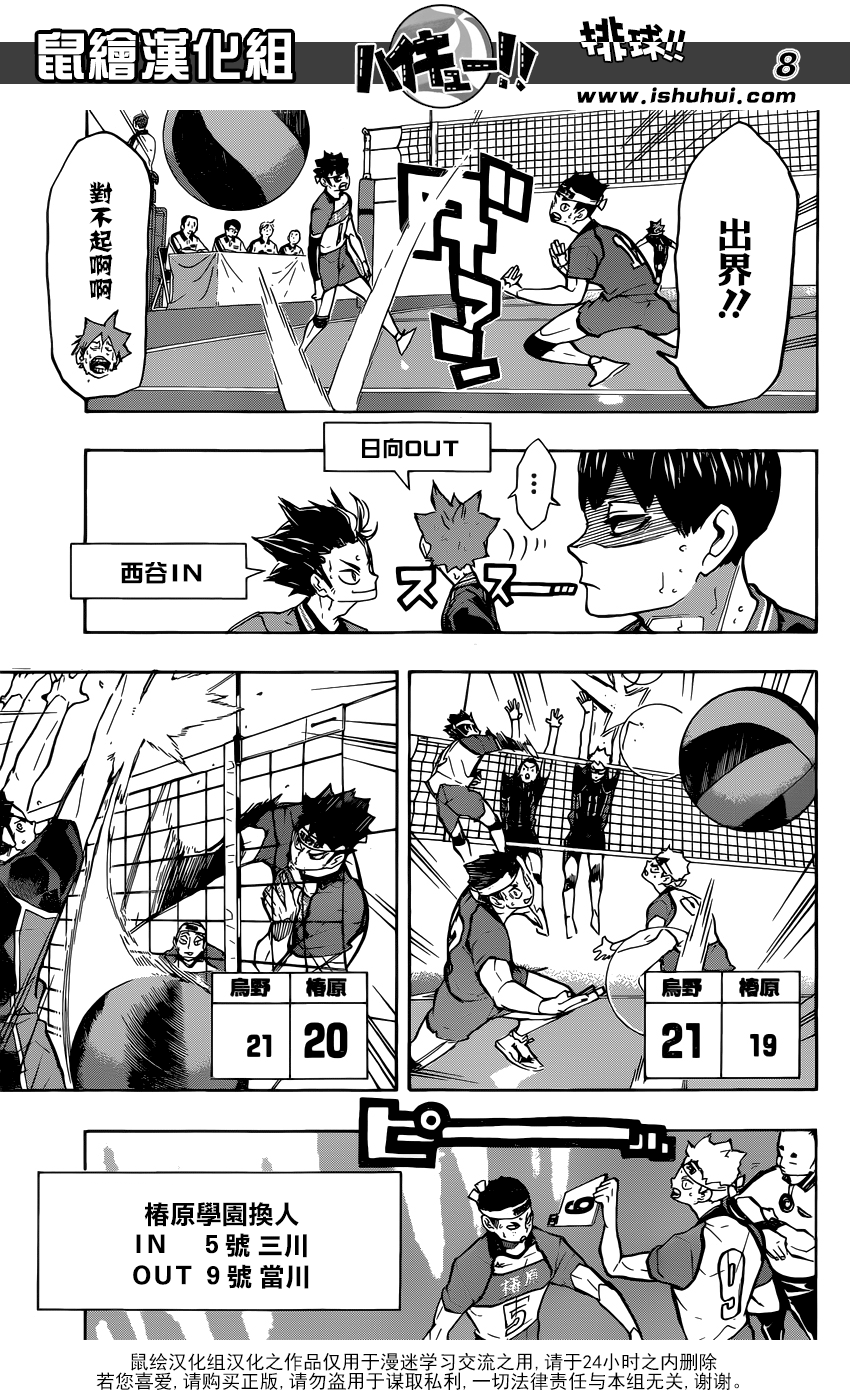 鼠繪漢化組
ハイキュー!!
排球!!
8
www.ishuhui.com
出界!!
ダァン!
對不起啊啊
1
日向OUT
…
西谷IN
スス
烏野 椿原
21 19
烏野 椿原
21 20
ピ
椿原學園換人
IN 5號 三川
OUT 9號 當川
椿原
5
9
9
鼠绘汉化组汉化之作品仅用于漫迷学习交流之用,请于24小时之内删除
若您喜爱,请购买正版,请勿盗用于谋取私利,一切法律责任与本组无关,谢谢。